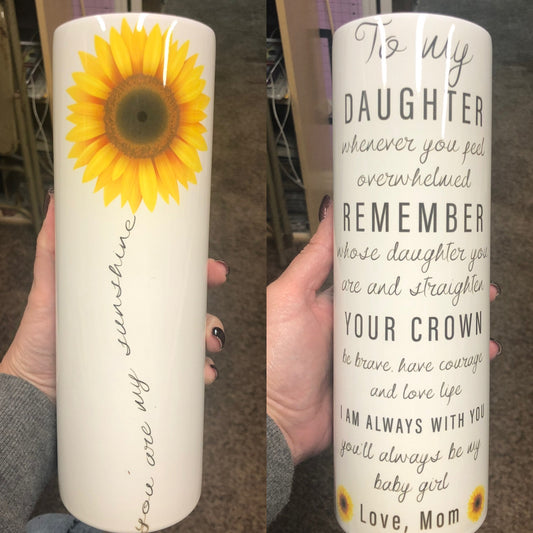 you are my sunshine
To my
DAUGHTER
whenever you feel
overwhelmed
REMEMBER
whose daughter you
are and straighten
YOUR CROWN
be brave, have courage
and love life
I AM ALWAYS WITH YOU
you'll always be my
baby girl
Love, Mom